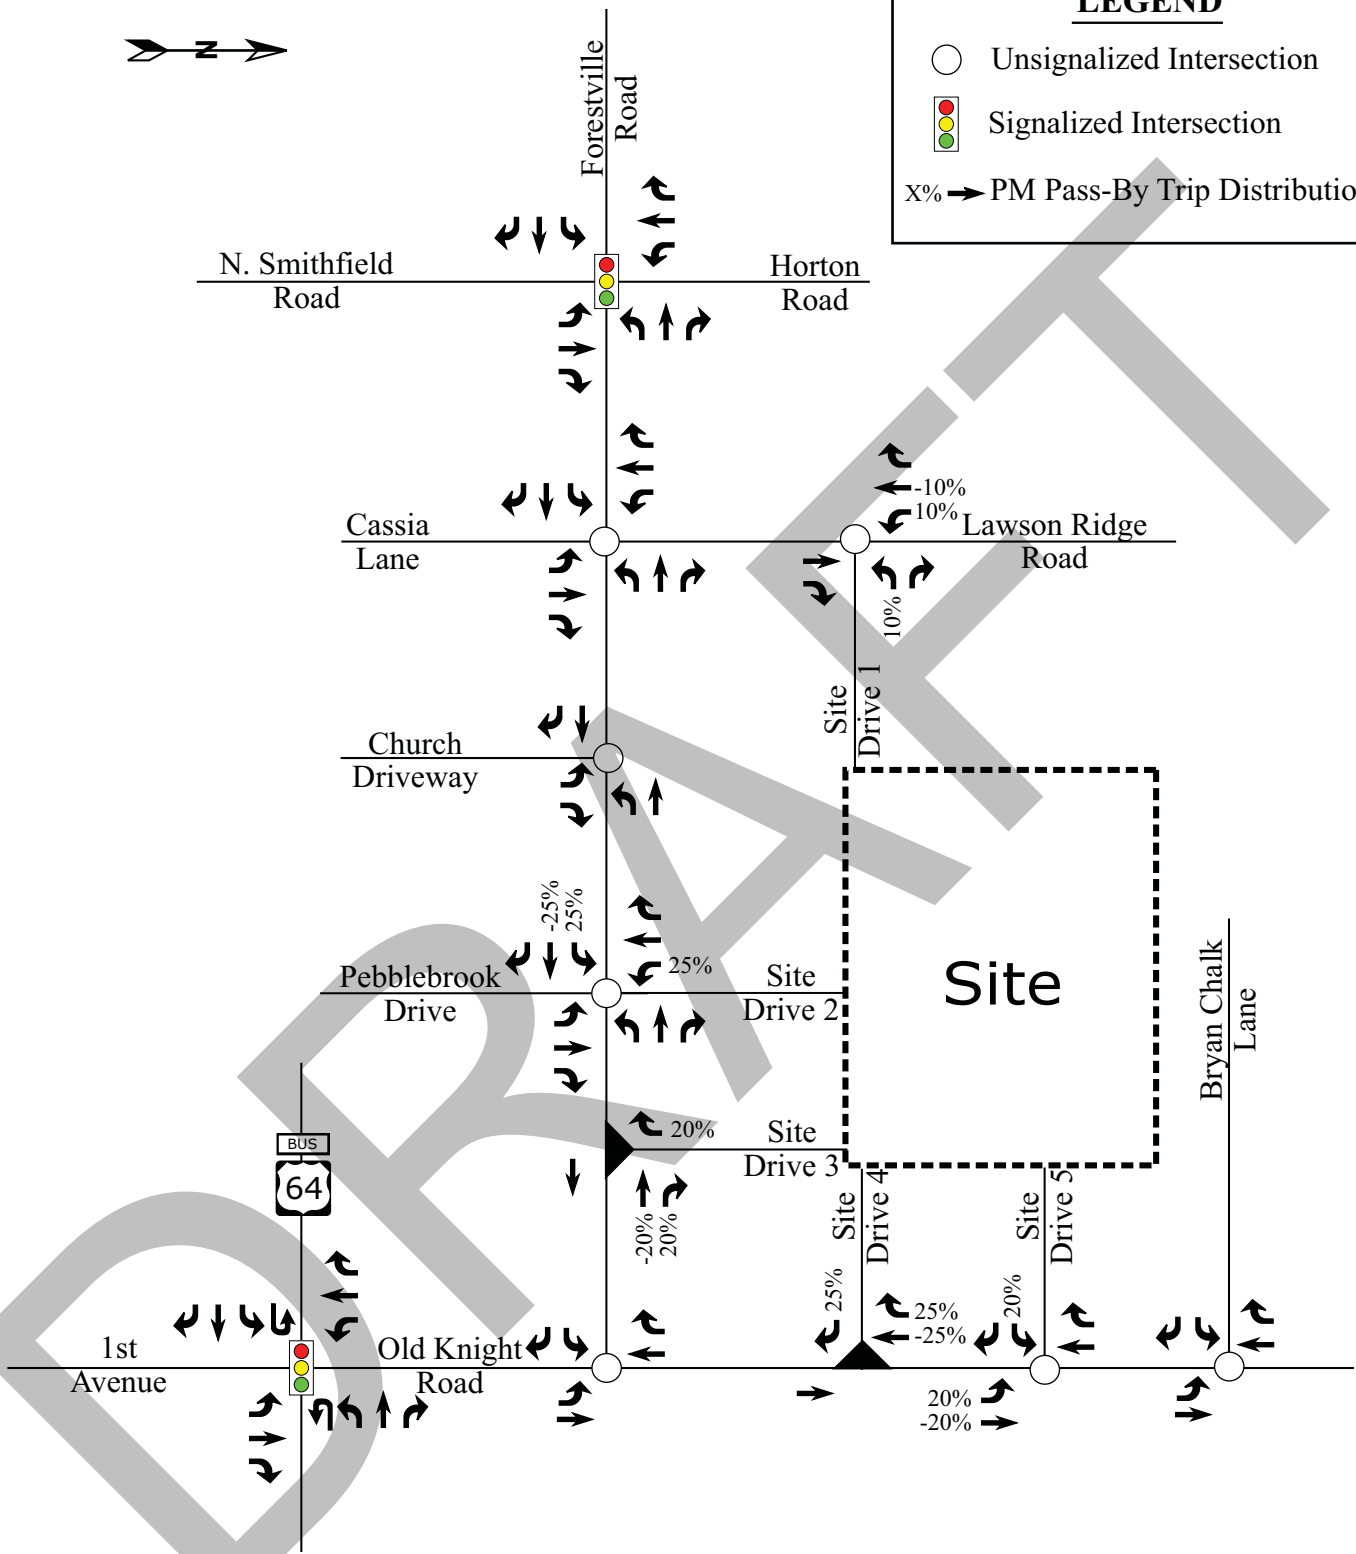 LEGEND
Unsignalized Intersection
Signalized Intersection
X% PM Pass-By Trip Distributio
N
Forestville
Road
N. Smithfield
Road
Horton
Road
Cassia
Lane
-10%
10%
Lawson Ridge
Road
10%
Site
Drive 1
Church
Driveway
-25%
25%
25%
Pebblebrook
Drive
Site
Drive 2
Site
Bryan Chalk
Lane
20%
Site
Drive 3
-20%
20%
BUS
64
Site
Drive 4
Site
Drive 5
25%
25%
-25%
20%
1st
Avenue
Old Knight
Road
20%
-20%
DRAFT